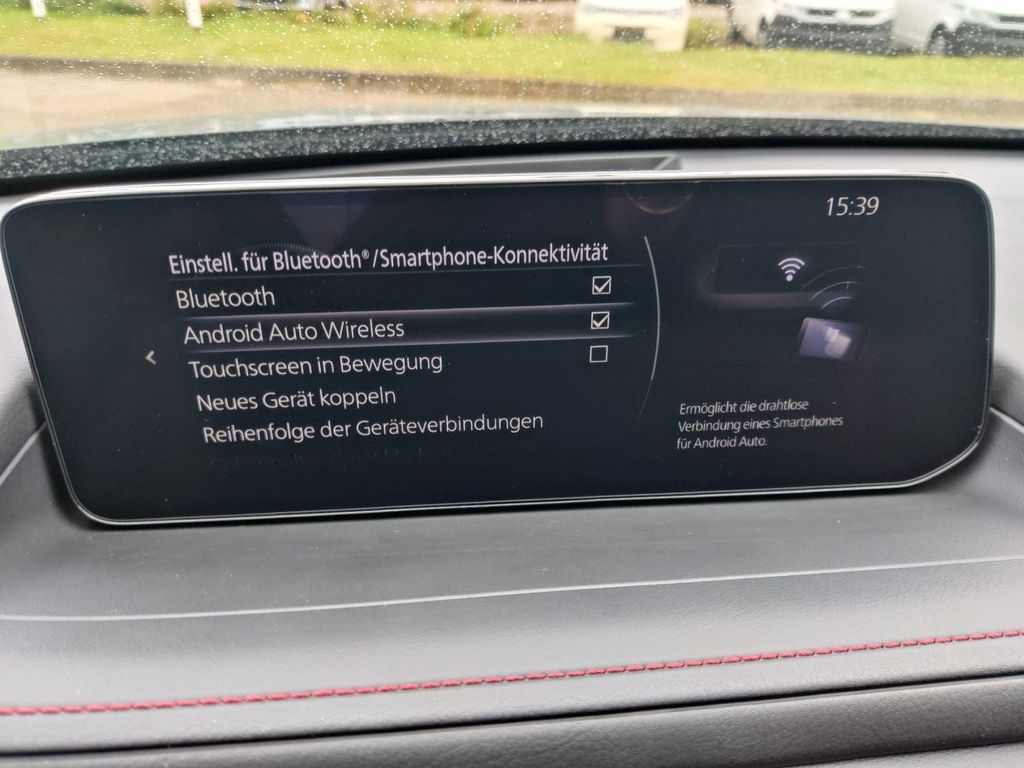 15:39
Einstell. für Bluetooth®/Smartphone-Konnektivität
Bluetooth
Android Auto Wireless
Touchscreen in Bewegung
Neues Gerät koppeln
Reihenfolge der Geräteverbindungen
Ermöglicht die drahtlose
Verbindung eines Smartphones
für Android Auto.